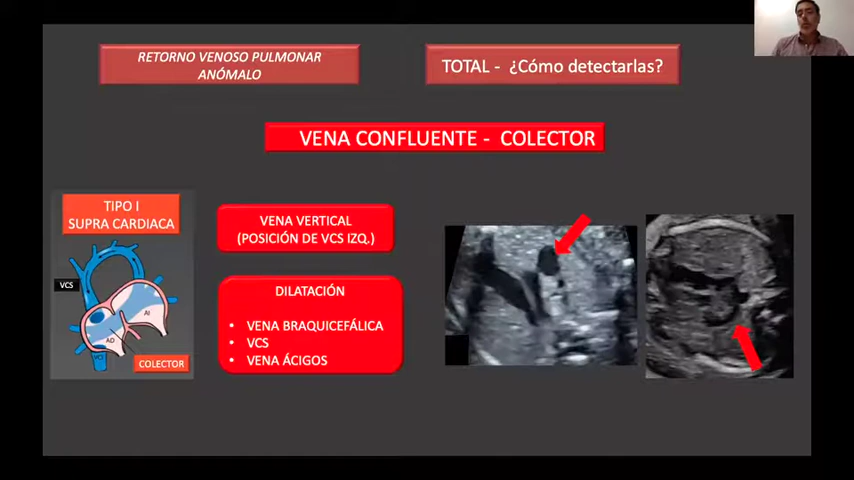 RETORNO VENOSO PULMONAR
ANÓMALO
TOTAL - ¿Cómo detectarlas?
VENA CONFLUENTE - COLECTOR
TIPO I
SUPRA CARDIACA
VCS
AI
AD
COLECTOR
VENA VERTICAL
(POSICIÓN DE VCS IZQ.)
DILATACIÓN
• VENA BRAQUICEFÁLICA
• VCS
• VENA ÁCIGOS